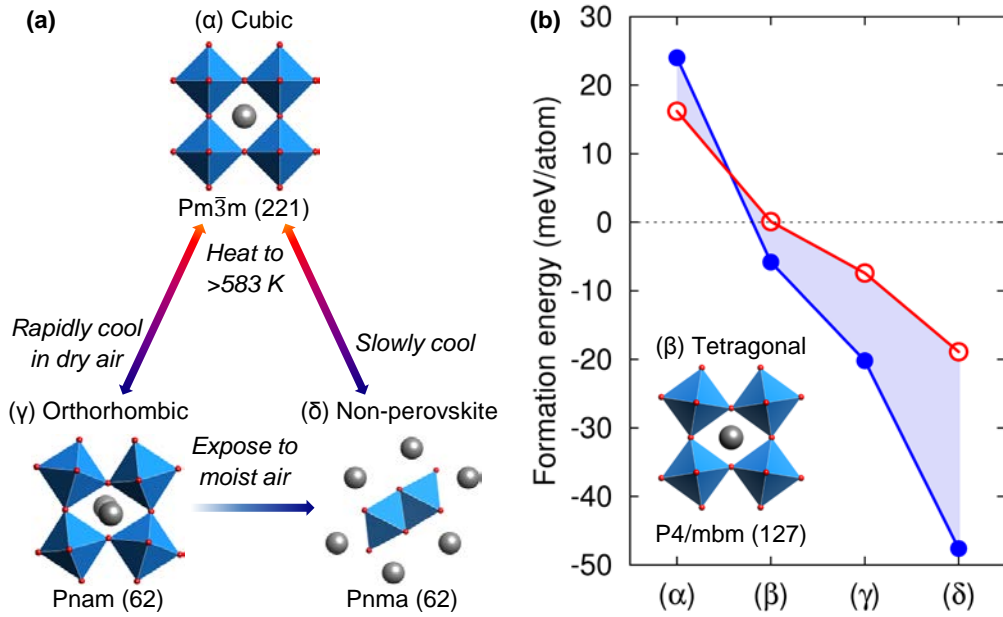 (a)
(α) Cubic
Pm3̄m (221)
Heat to
>583 K
Rapidly cool
in dry air
Slowly cool
(γ) Orthorhombic
(δ) Non-perovskite
Expose to
moist air
Pnam (62)
Pnma (62)
(b)
Formation energy (meV/atom)
30
20
10
0
-10
-20
-30
-40
-50
(β) Tetragonal
P4/mbm (127)
(α) (β) (γ) (δ)